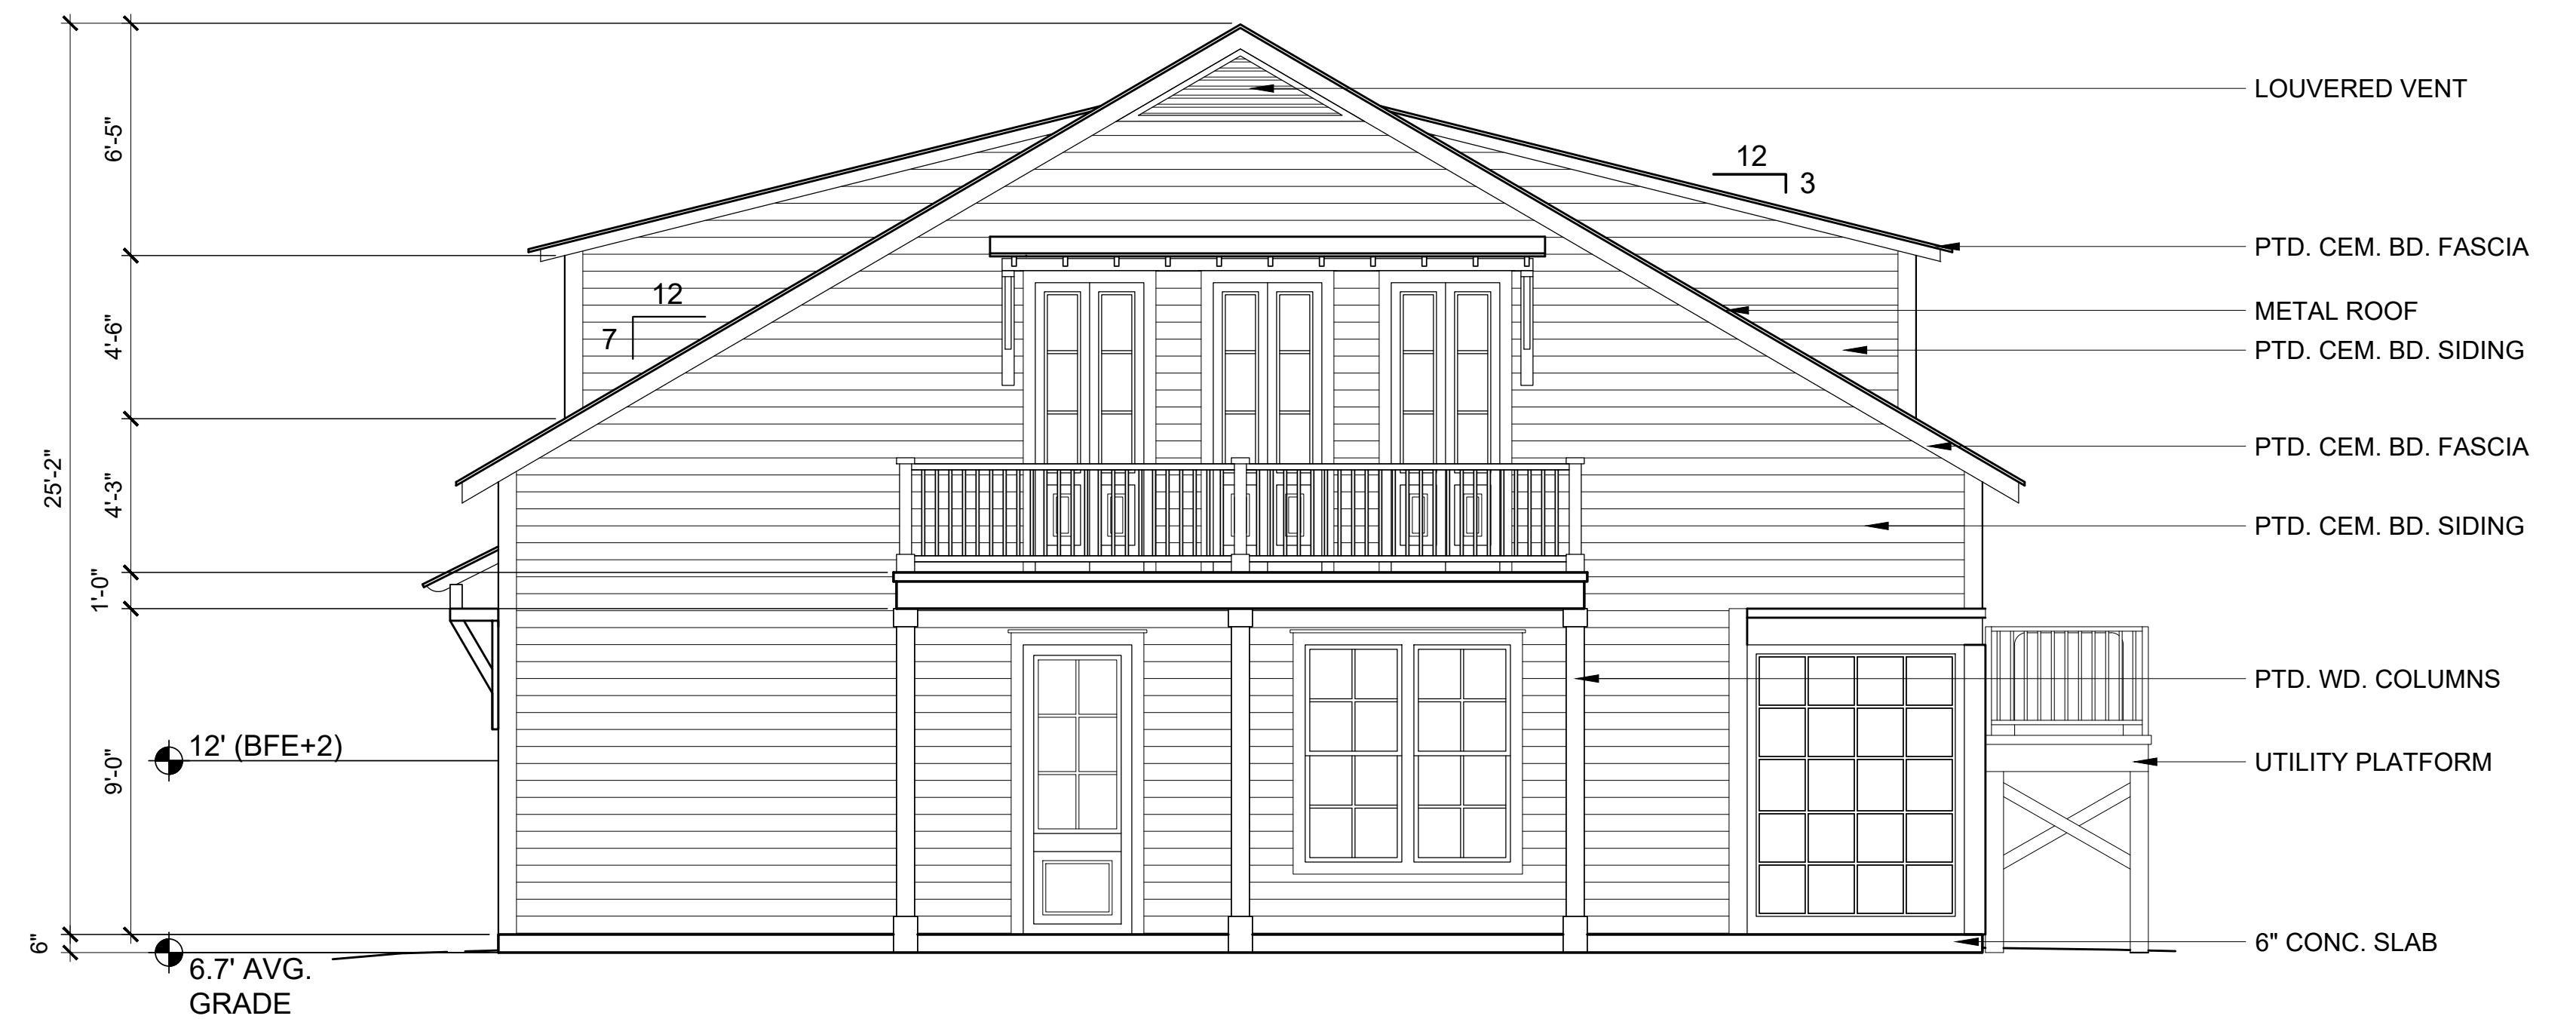 LOUVERED VENT
6'-5"
12
3
PTD. CEM. BD. FASCIA
12
7
METAL ROOF
4'-6"
PTD. CEM. BD. SIDING
PTD. CEM. BD. FASCIA
25'-2"
4'-3"
PTD. CEM. BD. SIDING
1'-0"
PTD. WD. COLUMNS
12' (BFE+2)
9'-0"
UTILITY PLATFORM
6"
6" CONC. SLAB
6.7' AVG.
GRADE